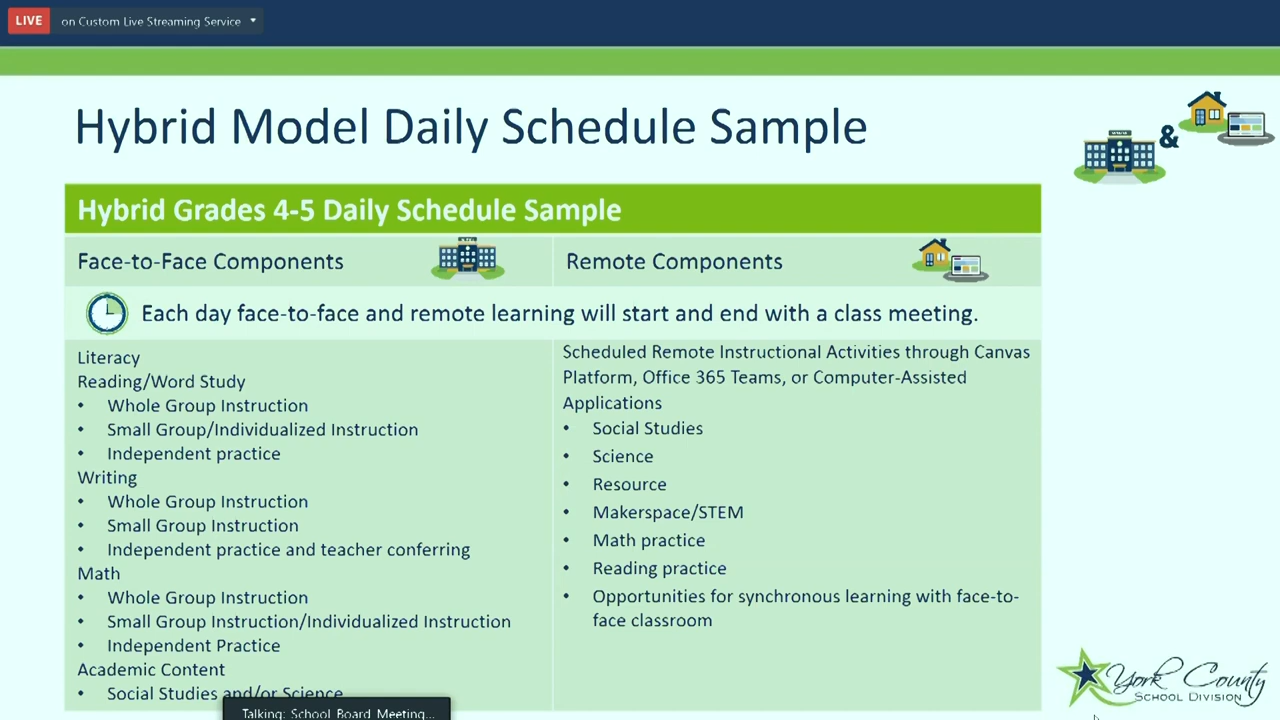 LIVE on Custom Live Streaming Service
Hybrid Model Daily Schedule Sample
&
Hybrid Grades 4-5 Daily Schedule Sample
Face-to-Face Components
Remote Components
Each day face-to-face and remote learning will start and end with a class meeting.
Literacy
Reading/Word Study
• Whole Group Instruction
• Small Group/Individualized Instruction
• Independent practice
Writing
• Whole Group Instruction
• Small Group Instruction
• Independent practice and teacher conferring
Math
• Whole Group Instruction
• Small Group Instruction/Individualized Instruction
• Independent Practice
Academic Content
• Social Studies and/or Science
Scheduled Remote Instructional Activities through Canvas
Platform, Office 365 Teams, or Computer-Assisted
Applications
• Social Studies
• Science
• Resource
• Makerspace/STEM
• Math practice
• Reading practice
• Opportunities for synchronous learning with face-to-
face classroom
York County
SCHOOL DIVISION
Talking: School Board Meeting...